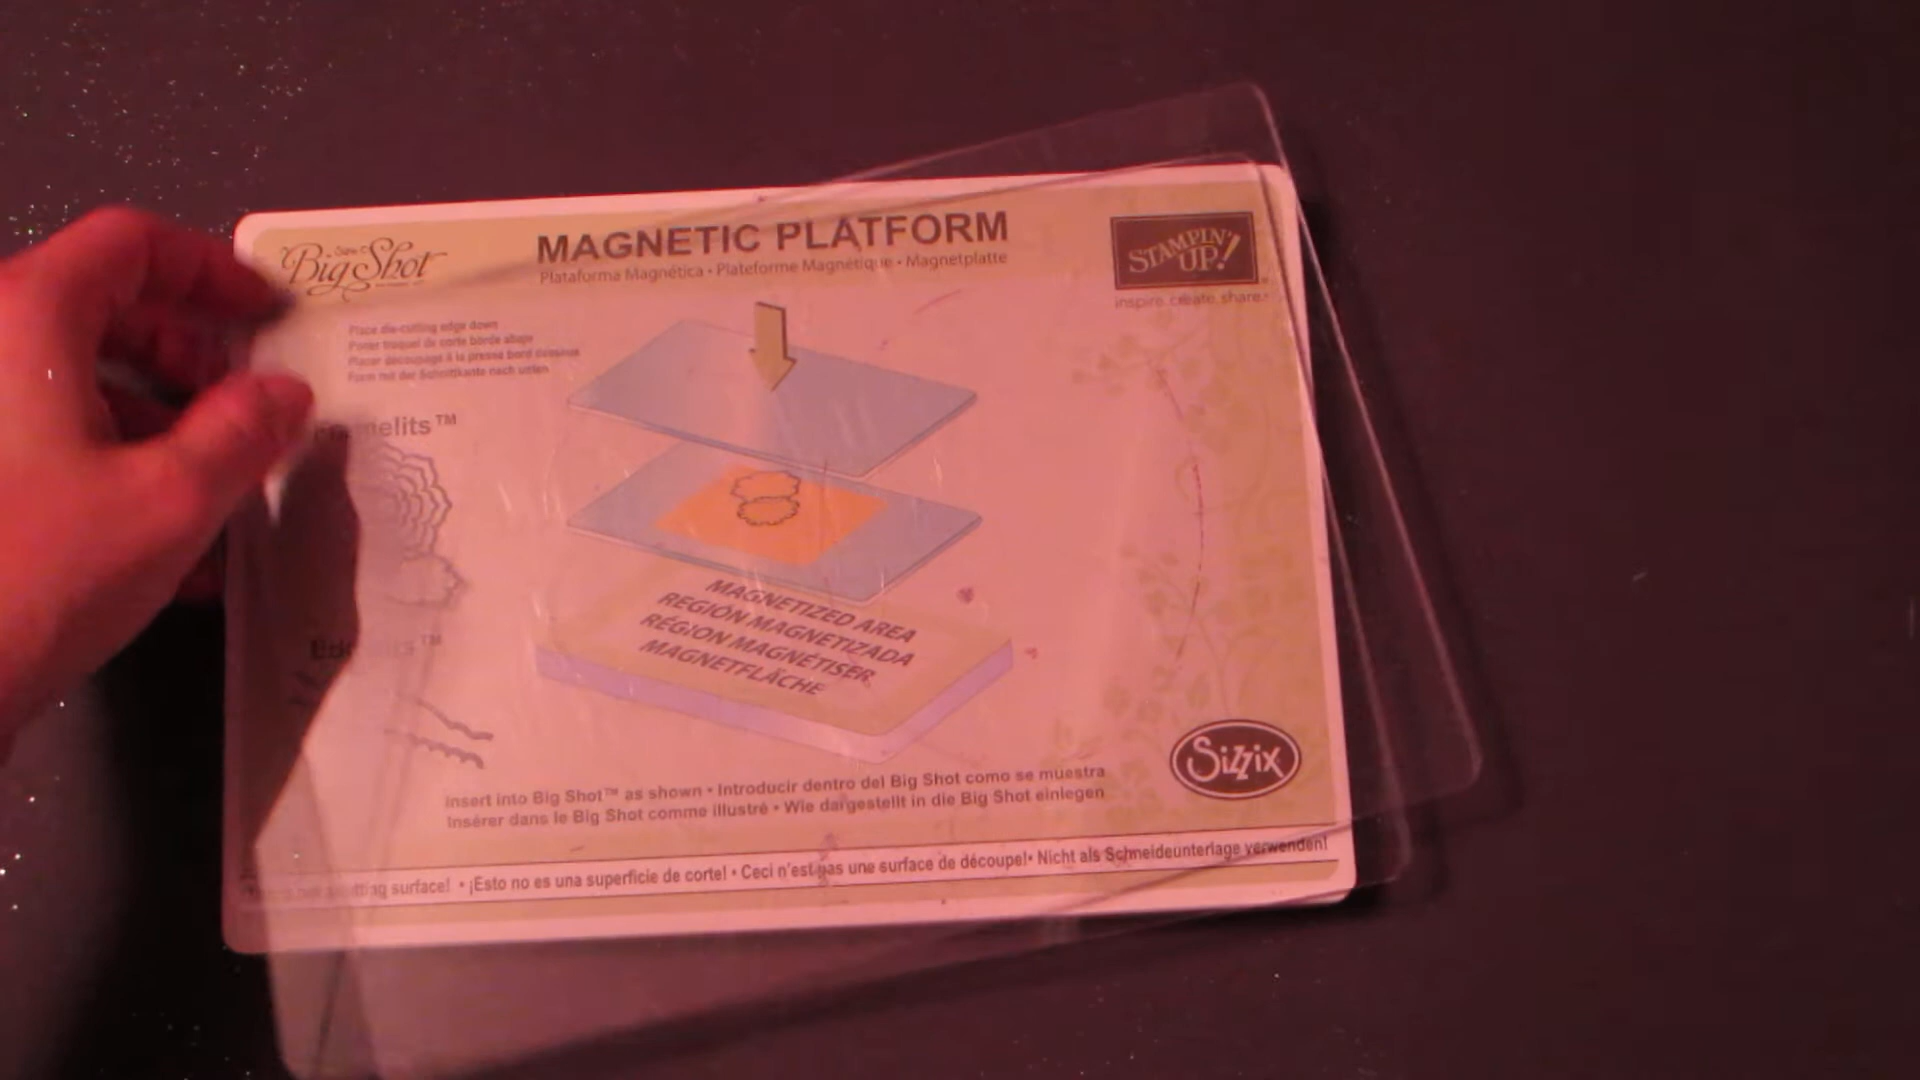 Big Shot
MAGNETIC PLATFORM
Plataforma Magnética • Plateforme Magnétique • Magnetplatte
STAMPIN' UP!
inspire. create. share.
Place die-cutting edge down
Poner troquel de corte borde abajo
Placer découpage à la presse bord dessous
Form mit der Schnittkante nach unten
MAGNETIZED AREA
REGIÓN MAGNETIZADA
RÉGION MAGNÉTISER
MAGNETFLÄCHE
Sizzix
Insert into Big Shot™ as shown • Introducir dentro del Big Shot como se muestra
Insérer dans le Big Shot comme illustré • Wie dargestellt in die Big Shot einlegen
surface! • ¡Esto no es una superficie de corte! • Ceci n'est pas une surface de découpe!• Nicht als Schneideunterlage verwenden!